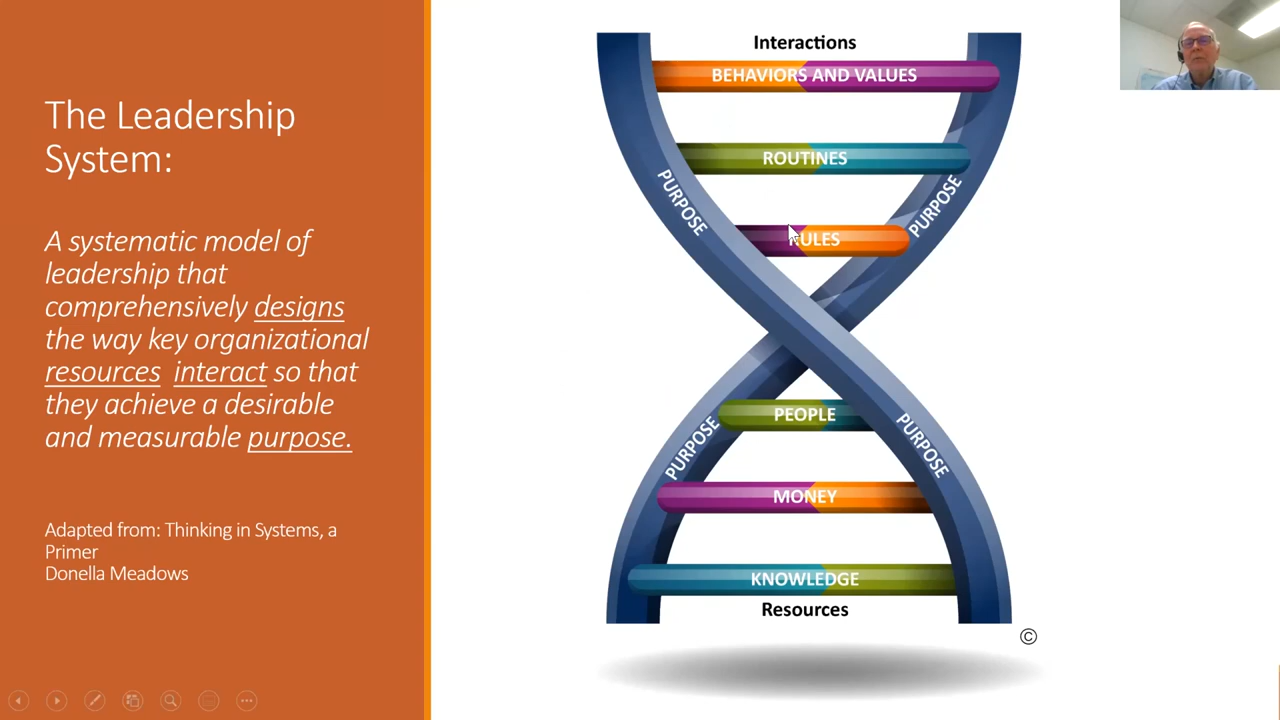 The Leadership
System:
A systematic model of
leadership that
comprehensively designs
the way key organizational
resources interact so that
they achieve a desirable
and measurable purpose.
Adapted from: Thinking in Systems, a
Primer
Donella Meadows
Interactions
BEHAVIORS AND VALUES
ROUTINES
PURPOSE
PURPOSE
RULES
PEOPLE
PURPOSE
PURPOSE
MONEY
KNOWLEDGE
Resources
©